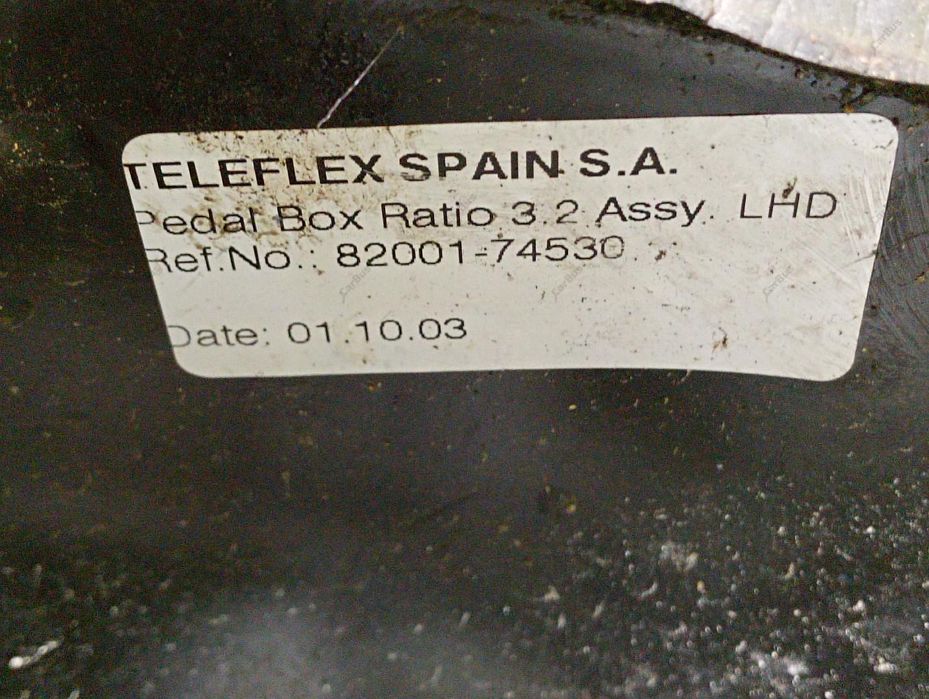 TELEFLEX SPAIN S.A.
Pedal Box Ratio 3.2 Assy. LHD
Ref.No.: 82001-74530
Date: 01.10.03